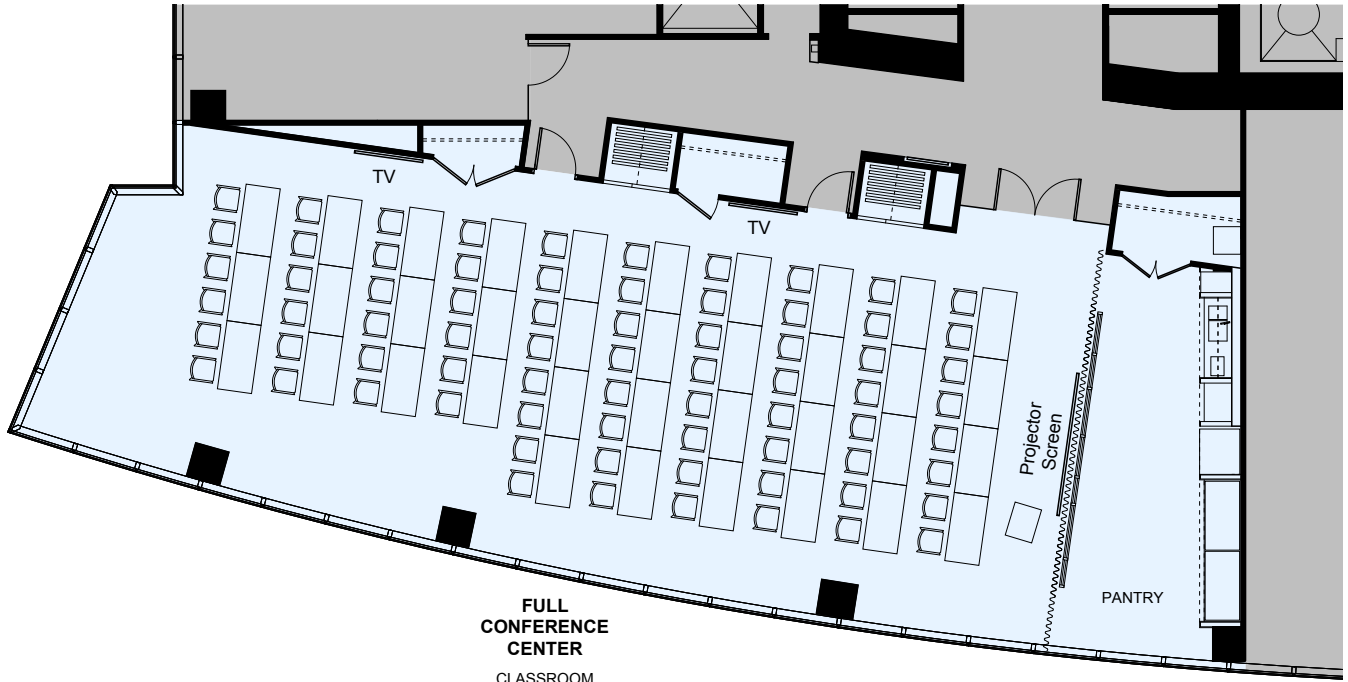 TV
TV
Projector
Screen
PANTRY
FULL
CONFERENCE
CENTER
CLASSROOM